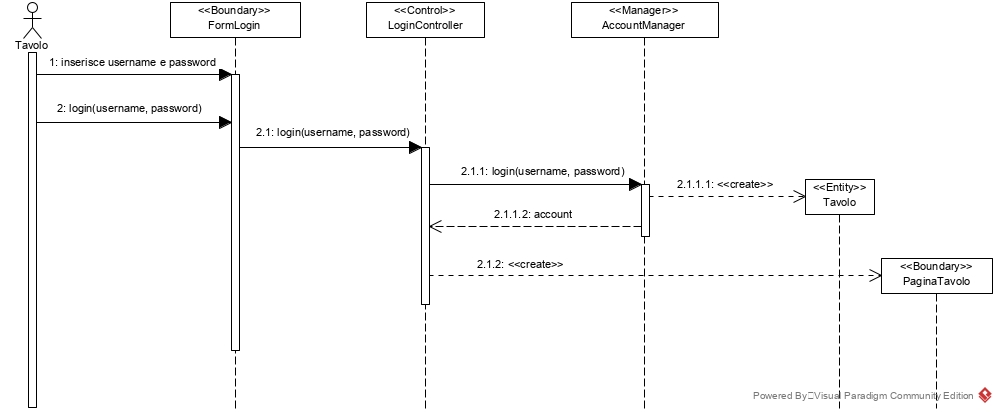 <<Boundary>>
FormLogin
<<Control>>
LoginController
<<Manager>>
AccountManager
Tavolo
1: inserisce username e password
2: login(username, password)
2.1: login(username, password)
2.1.1: login(username, password)
2.1.1.1: <<create>>
<<Entity>>
Tavolo
2.1.1.2: account
2.1.2: <<create>>
<<Boundary>>
PaginaTavolo
Powered By Visual Paradigm Community Edition